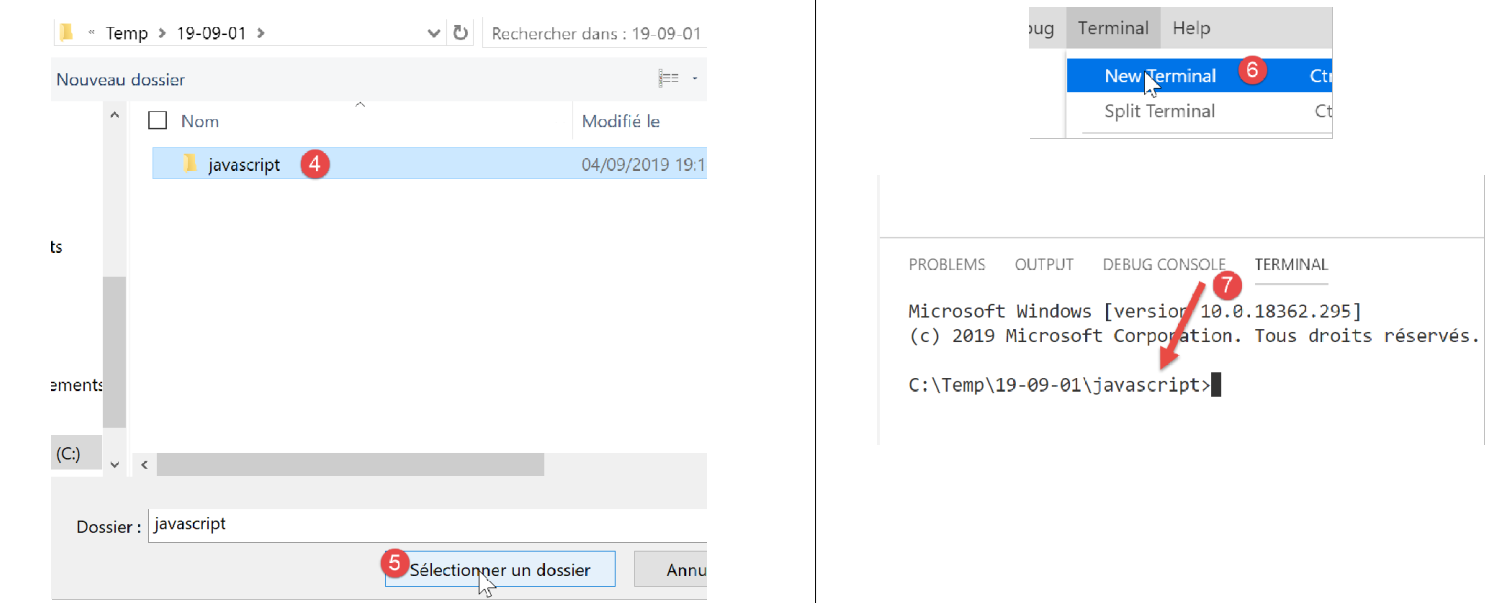 « Temp > 19-09-01 >
Rechercher dans : 19-09-01
Nouveau dossier
Nom
Modifié le
javascript 4
04/09/2019 19:1
ts
ements
(C:)
Dossier : javascript
5 Sélectionner un dossier
Annu
bug Terminal Help
New Terminal 6 Ctr
Split Terminal Ct
PROBLEMS OUTPUT DEBUG CONSOLE TERMINAL
7
Microsoft Windows [version 10.0.18362.295]
(c) 2019 Microsoft Corporation. Tous droits réservés.
C:\Temp\19-09-01\javascript>